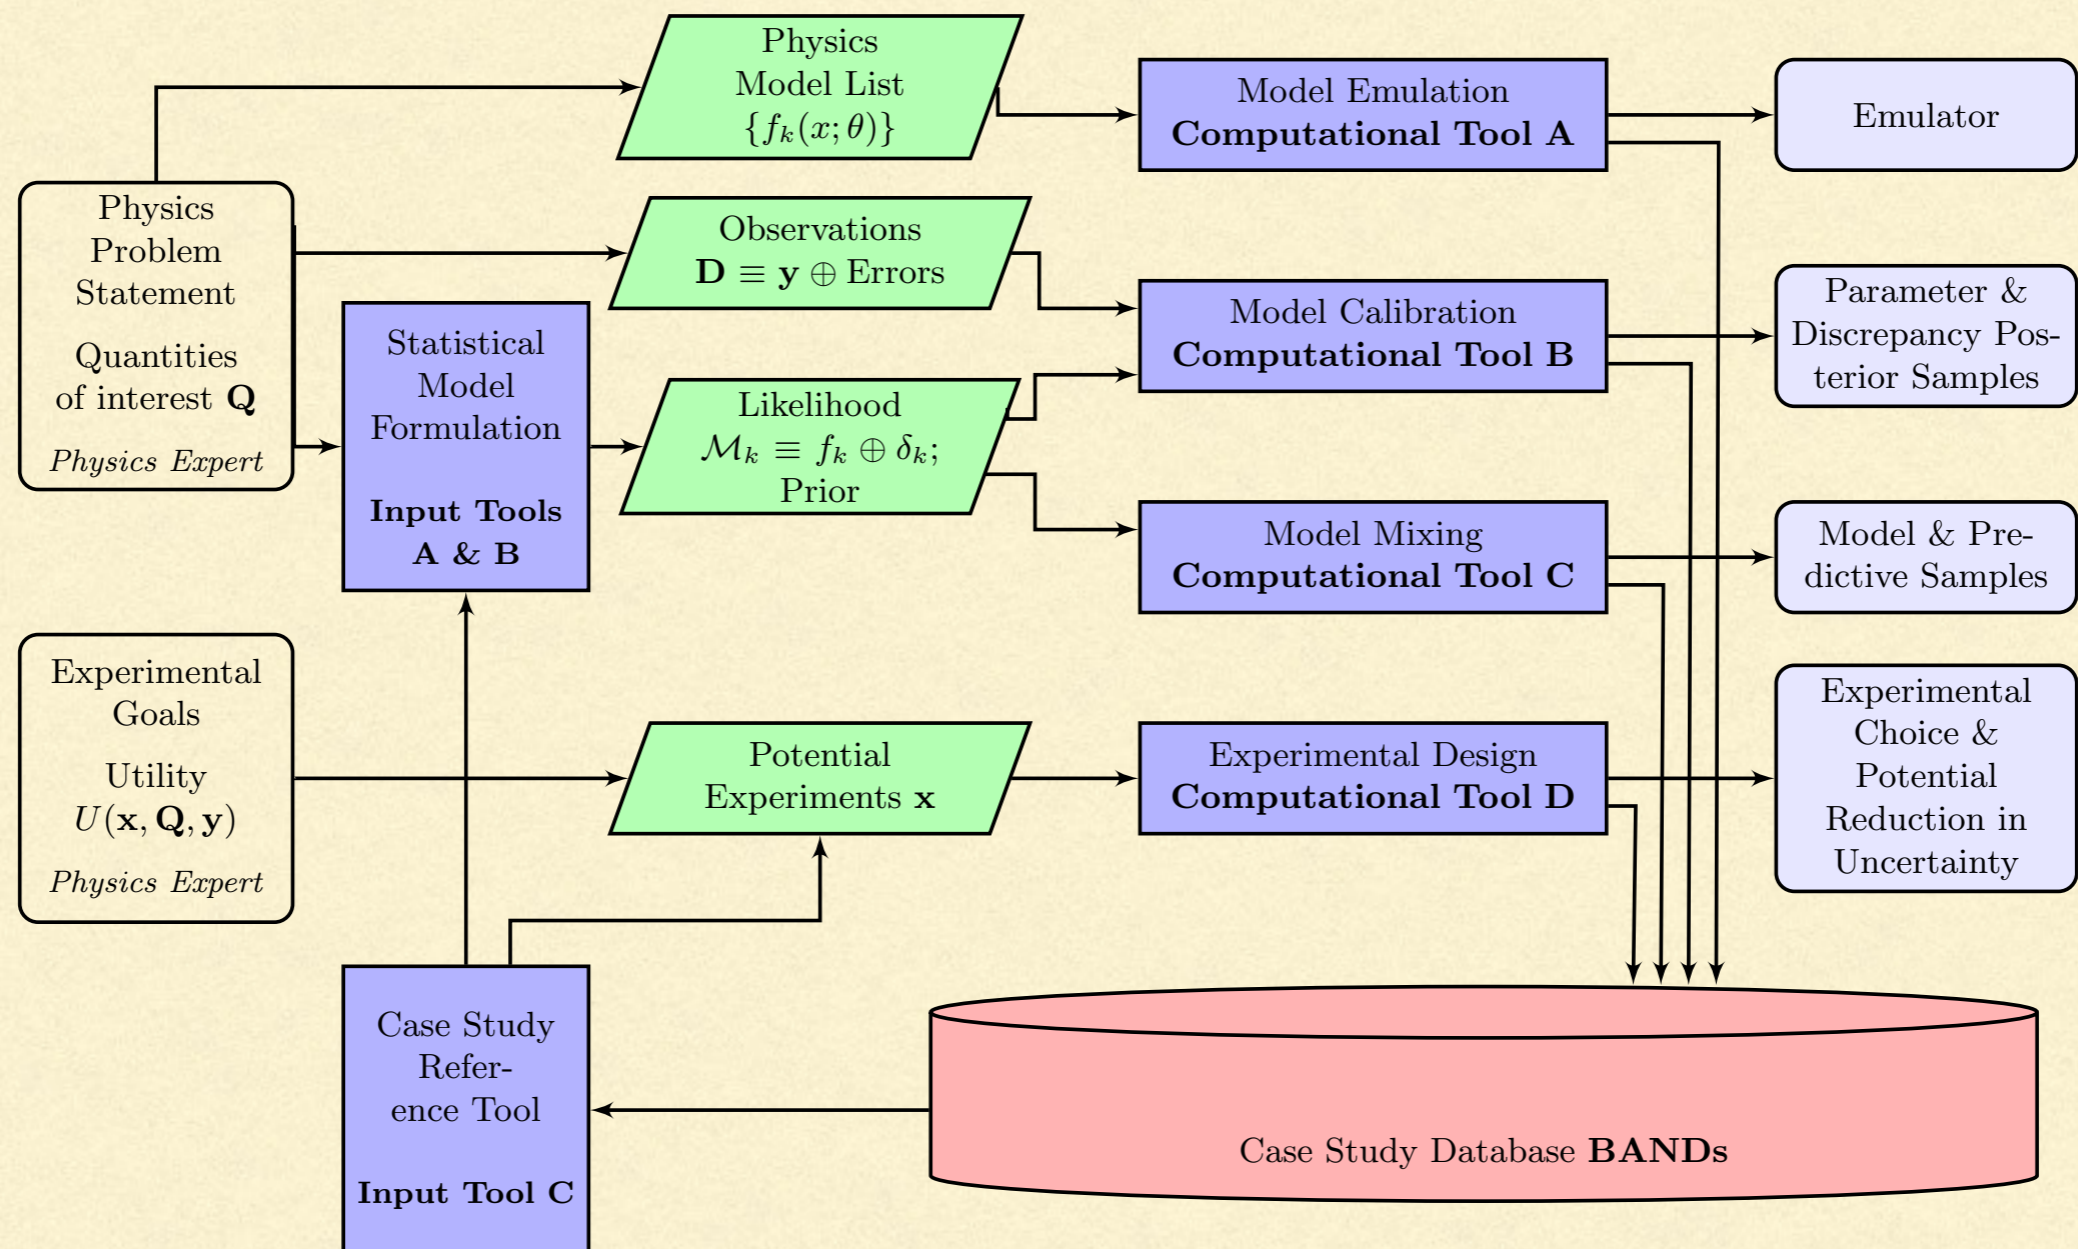 Physics
Model List
{f_k(x; θ)}
Model Emulation
Computational Tool A
Emulator
Physics
Problem
Statement
Quantities
of interest Q
Physics Expert
Observations
D ≡ y ⊕ Errors
Statistical
Model
Formulation
Input Tools
A & B
Likelihood
ℳ_k ≡ f_k ⊕ δ_k;
Prior
Model Calibration
Computational Tool B
Parameter &
Discrepancy Pos-
terior Samples
Model Mixing
Computational Tool C
Model & Pre-
dictive Samples
Experimental
Goals
Utility
U(x, Q, y)
Physics Expert
Potential
Experiments x
Experimental Design
Computational Tool D
Experimental
Choice &
Potential
Reduction in
Uncertainty
Case Study
Refer-
ence Tool
Input Tool C
Case Study Database BANDs